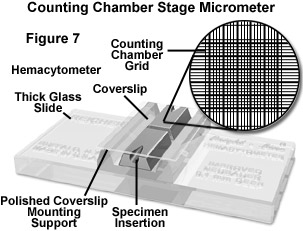 Counting Chamber Stage Micrometer
Figure 7
Counting
Chamber
Grid
Hemacytometer
Coverslip
Thick Glass
Slide
Polished Coverslip
Mounting
Support
Specimen
Insertion